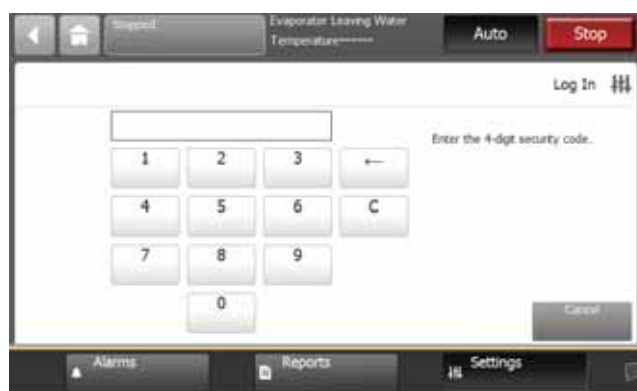 Stopped
Evaporator Leaving Water
Temperature------
Auto
Stop
Log In
Enter the 4-digit security code.
1 2 3 ←
4 5 6 C
7 8 9
0
Cancel
Alarms
Reports
Settings